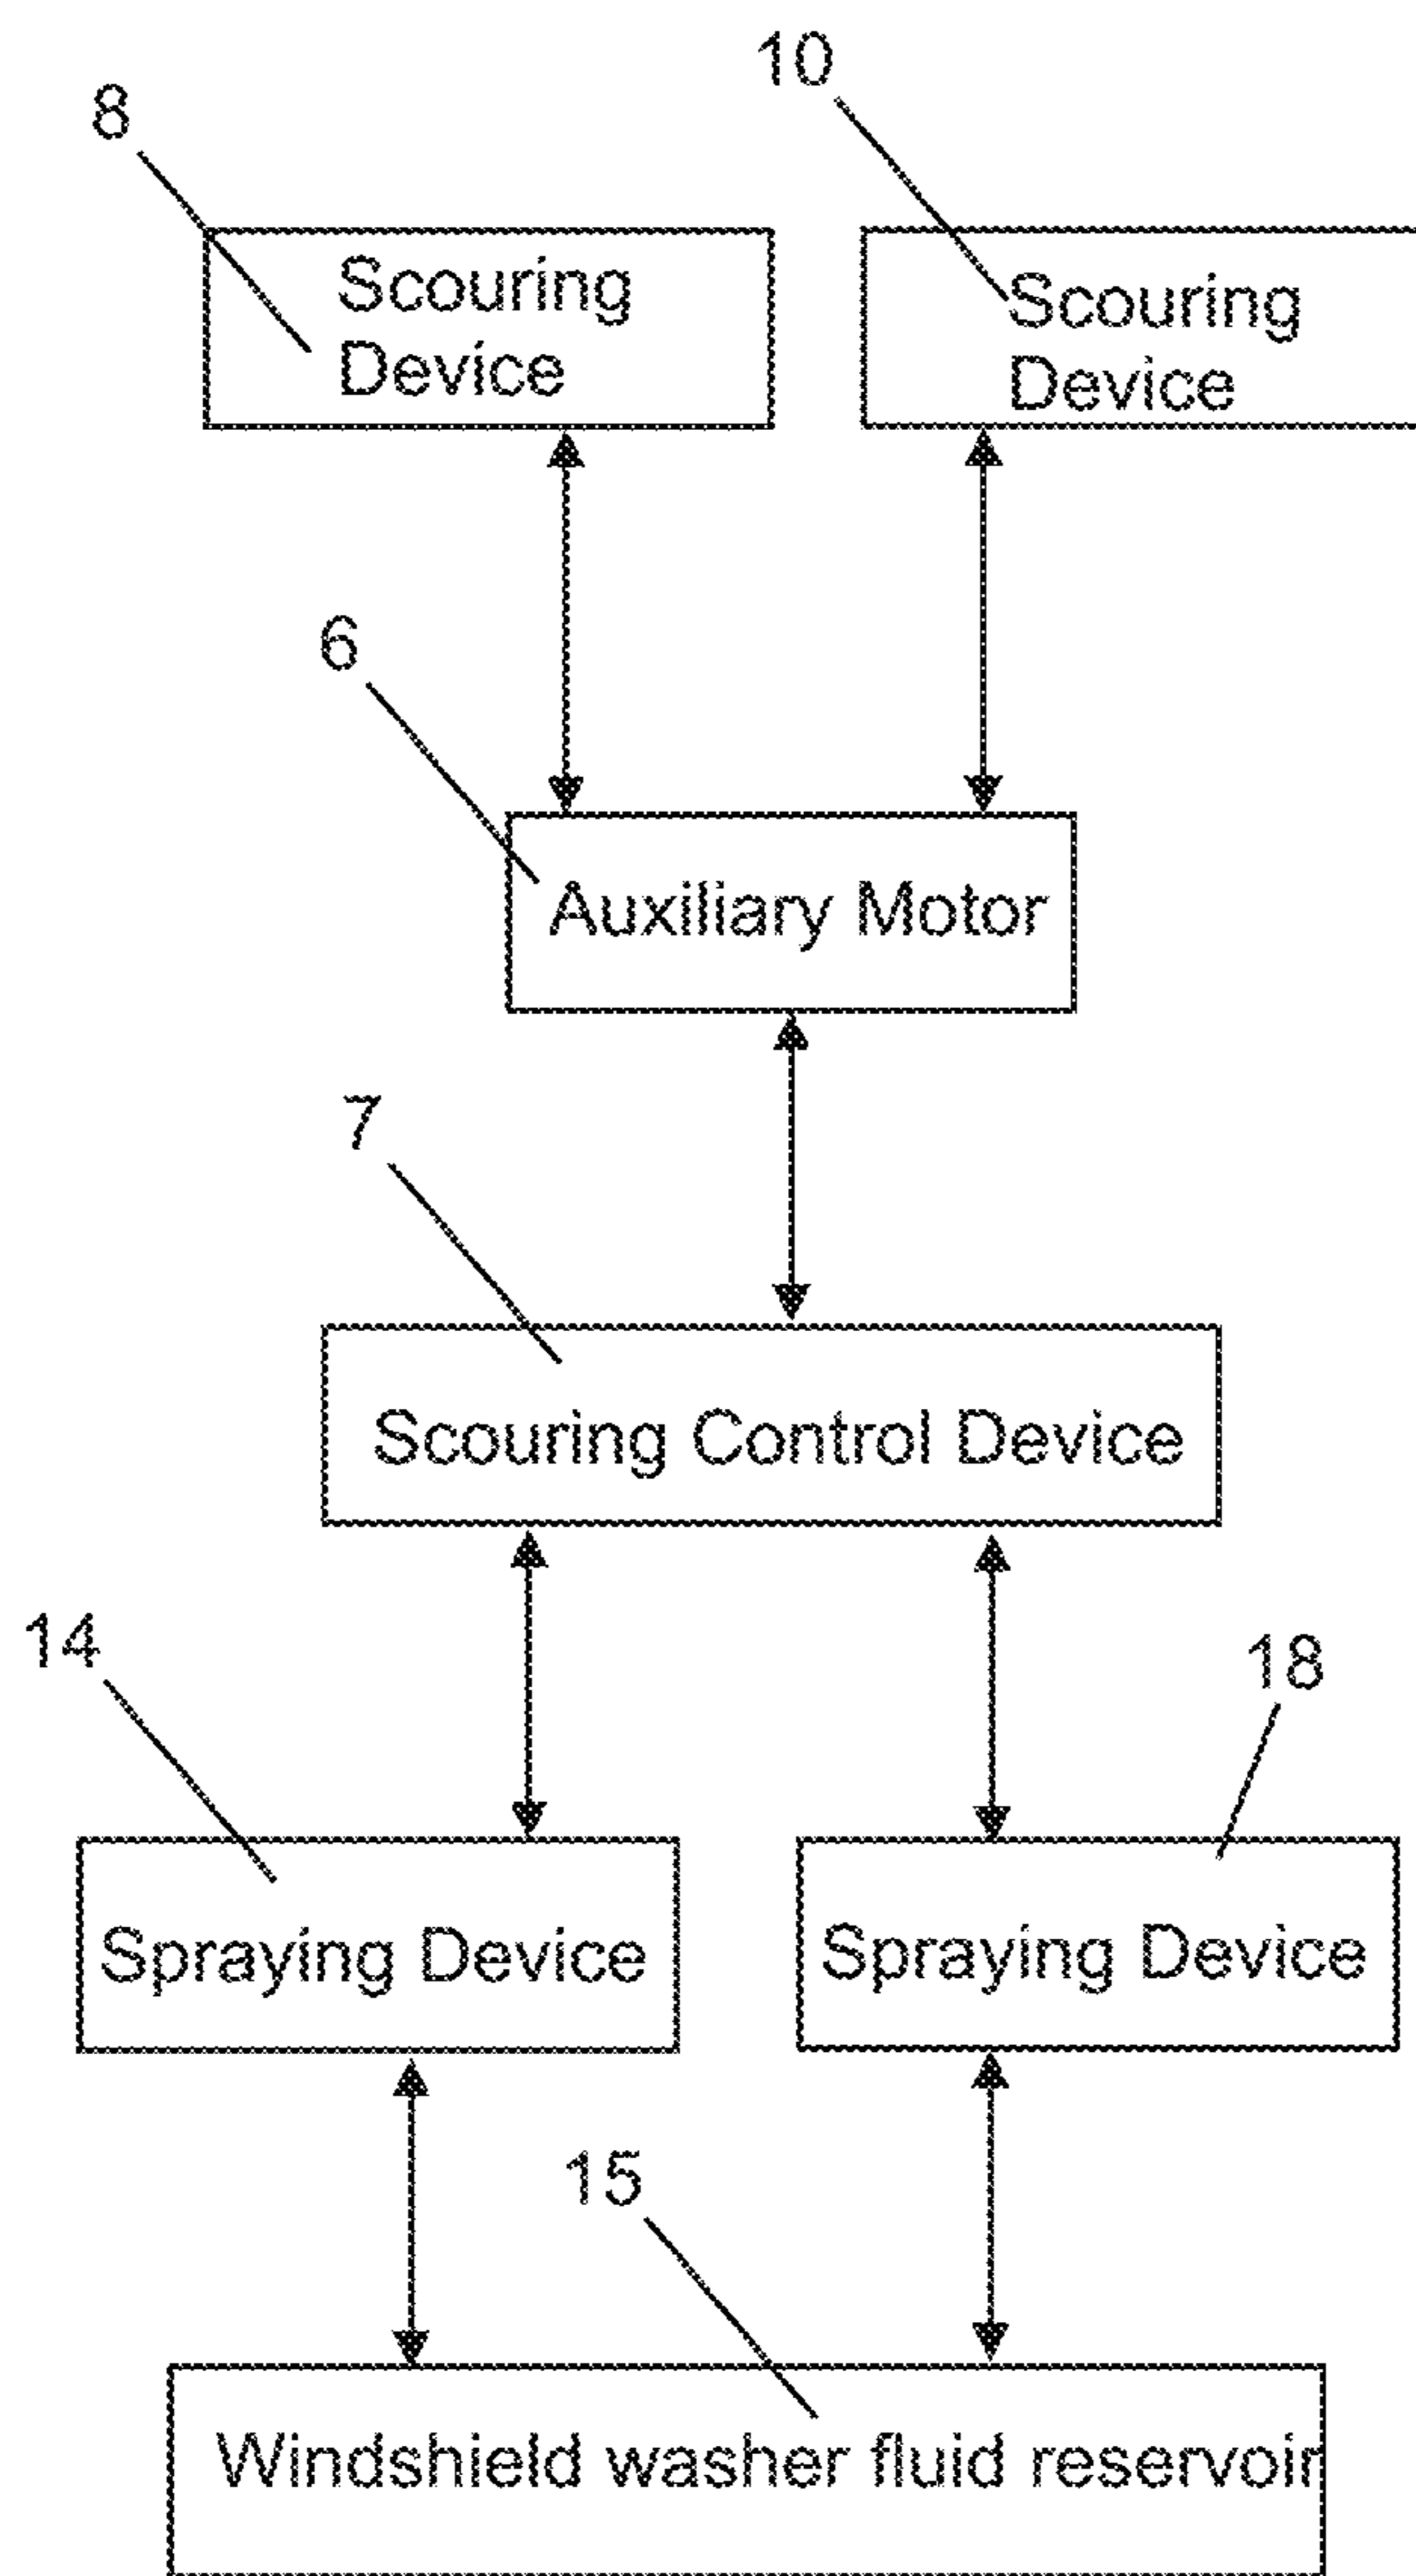 10
8
Scouring
Device
Scouring
Device
6
Auxiliary Motor
7
Scouring Control Device
14
18
Spraying Device
Spraying Device
15
Windshield washer fluid reservoir